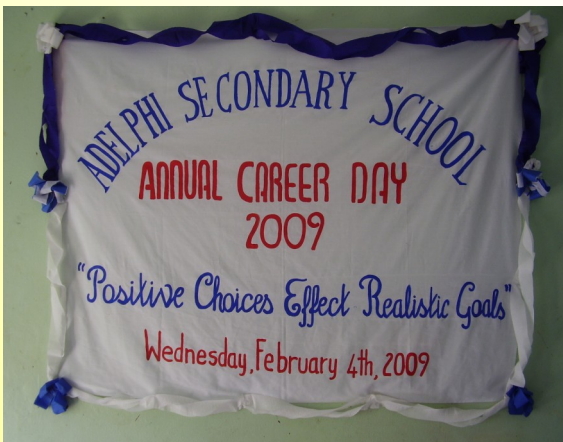 ADELPHI SECONDARY SCHOOL
ANNUAL CAREER DAY
2009
"Positive Choices Effect Realistic Goals"
Wednesday, February 4th, 2009